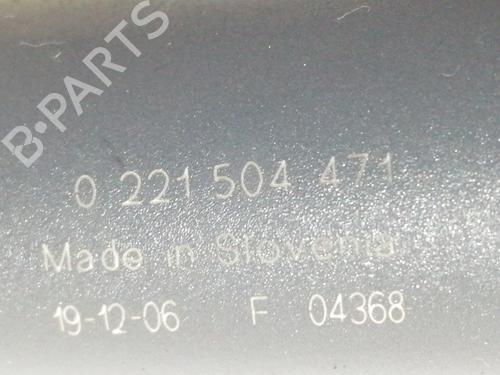 B-PARTS
0 221 504 471
Made in Slovenia
19-12-06 F 04368